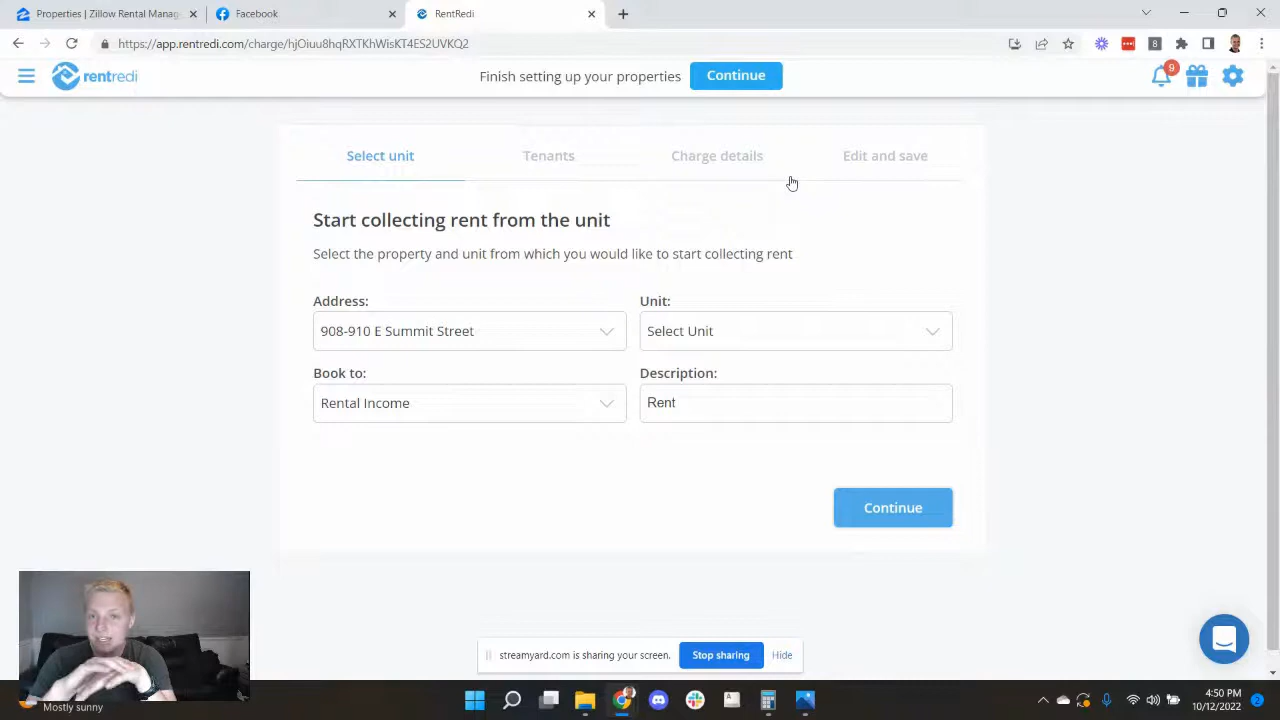 Properties | Zillow Rental Manag
Facebook
RentRedi
https://app.rentredi.com/charge/hjOiuu8hqRXTKhWisKT4ES2UVKQ2
8
rentredi
Finish setting up your properties
Continue
9
Select unit
Tenants
Charge details
Edit and save
Start collecting rent from the unit
Select the property and unit from which you would like to start collecting rent
Address:
Unit:
908-910 E Summit Street
Select Unit
Book to:
Description:
Rental Income
Rent
Continue
streamyard.com is sharing your screen.
Stop sharing
Hide
Mostly sunny
4:50 PM
10/12/2022
2